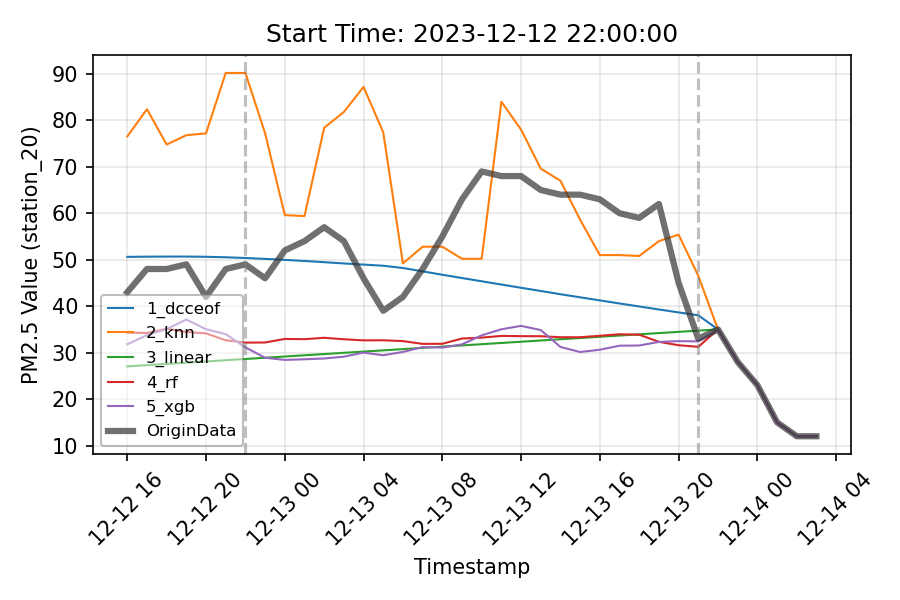 Start Time: 2023-12-12 22:00:00
PM2.5 Value (station_20)
90
80
70
60
50
40
30
20
10
1_dcceof
2_knn
3_linear
4_rf
5_xgb
OriginData
12-12 16
12-12 20
12-13 00
12-13 04
12-13 08
12-13 12
12-13 16
12-13 20
12-14 00
12-14 04
Timestamp